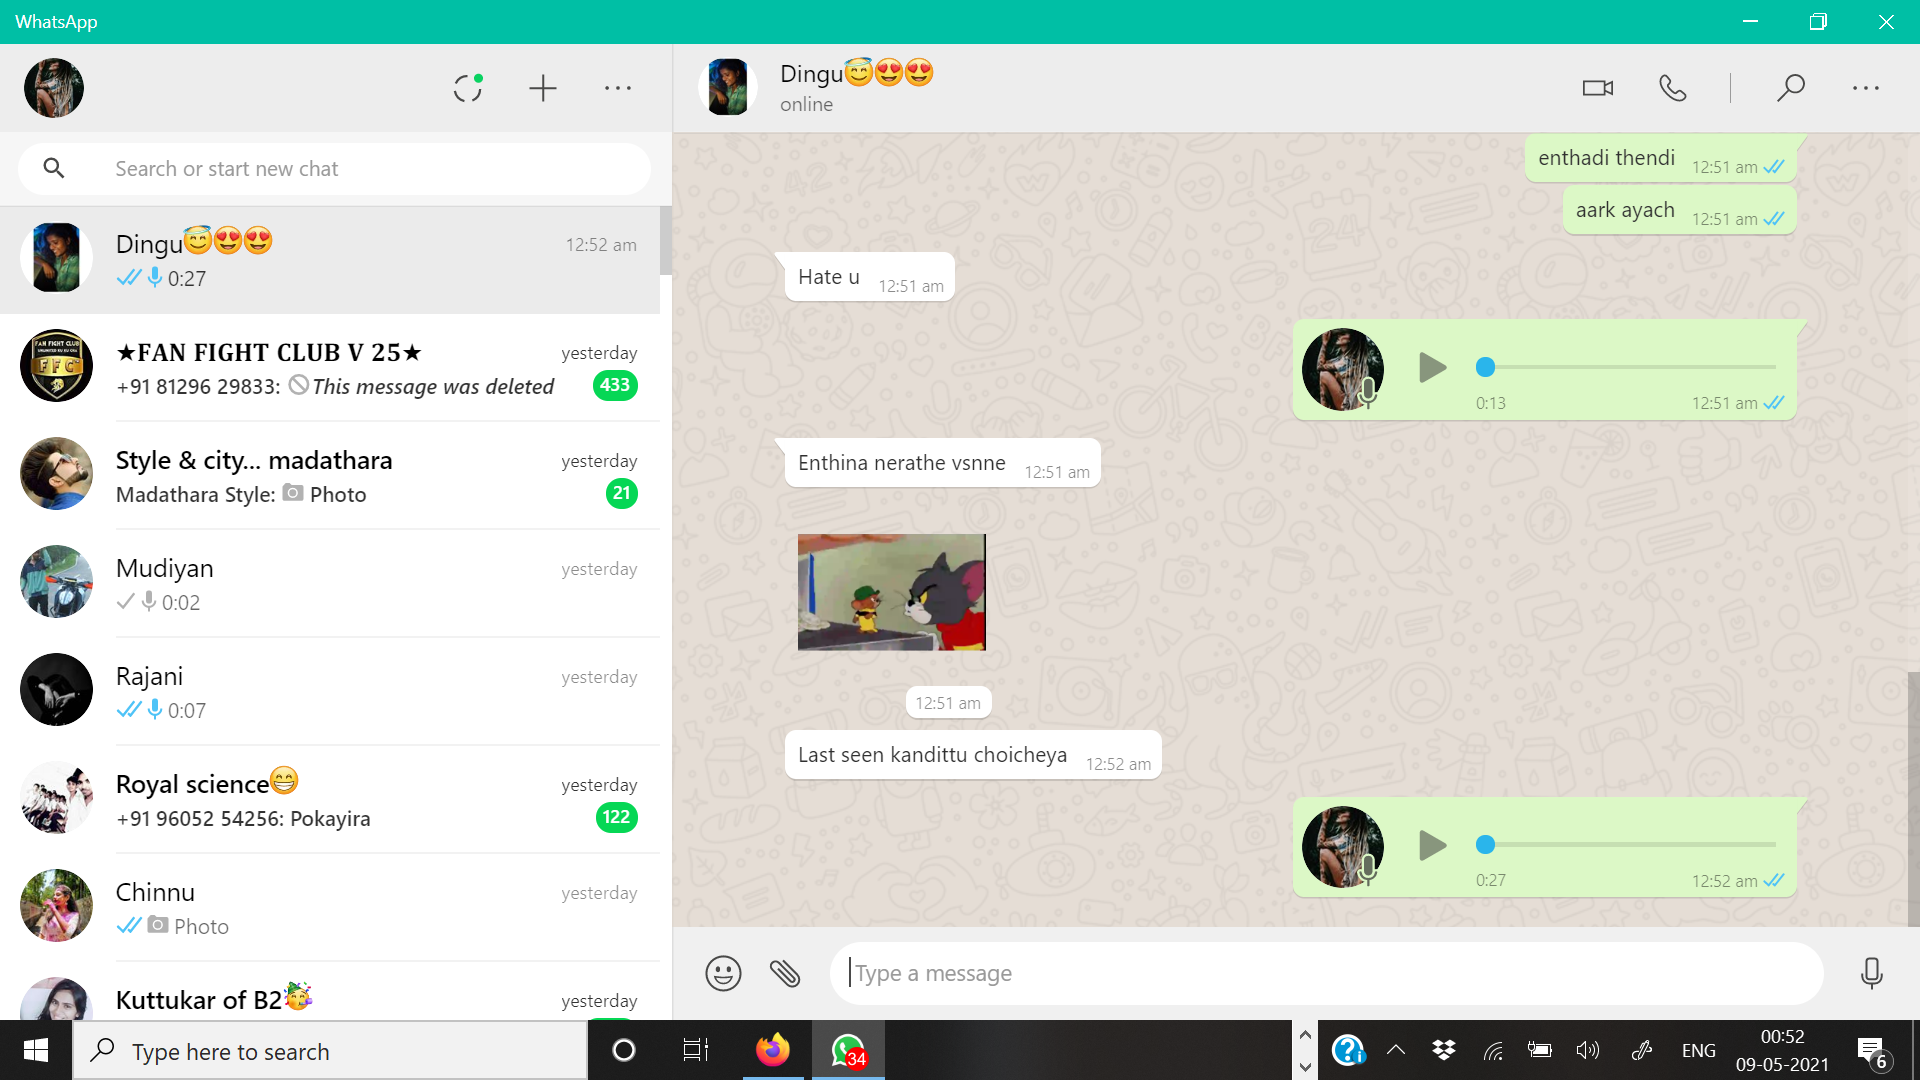 WhatsApp
Search or start new chat
Dingu😇😍😍
12:52 am
0:27
★FAN FIGHT CLUB V 25★
yesterday
+91 81296 29833: 🚫This message was deleted
433
FAN FIGHT CLUB
FFC
Style & city... madathara
yesterday
Madathara Style: 📷 Photo
21
Mudiyan
yesterday
0:02
Rajani
yesterday
0:07
Royal science😁
yesterday
+91 96052 54256: Pokayira
122
Chinnu
yesterday
Photo
Kuttukar of B2🥳
yesterday
Dingu😇😍😍
online
enthadi thendi
12:51 am
aark ayach
12:51 am
Hate u
12:51 am
0:13
12:51 am
Enthina nerathe vsnne
12:51 am
12:51 am
Last seen kandittu choicheya
12:52 am
0:27
12:52 am
Type a message
Type here to search
34
ENG
00:52
09-05-2021
6